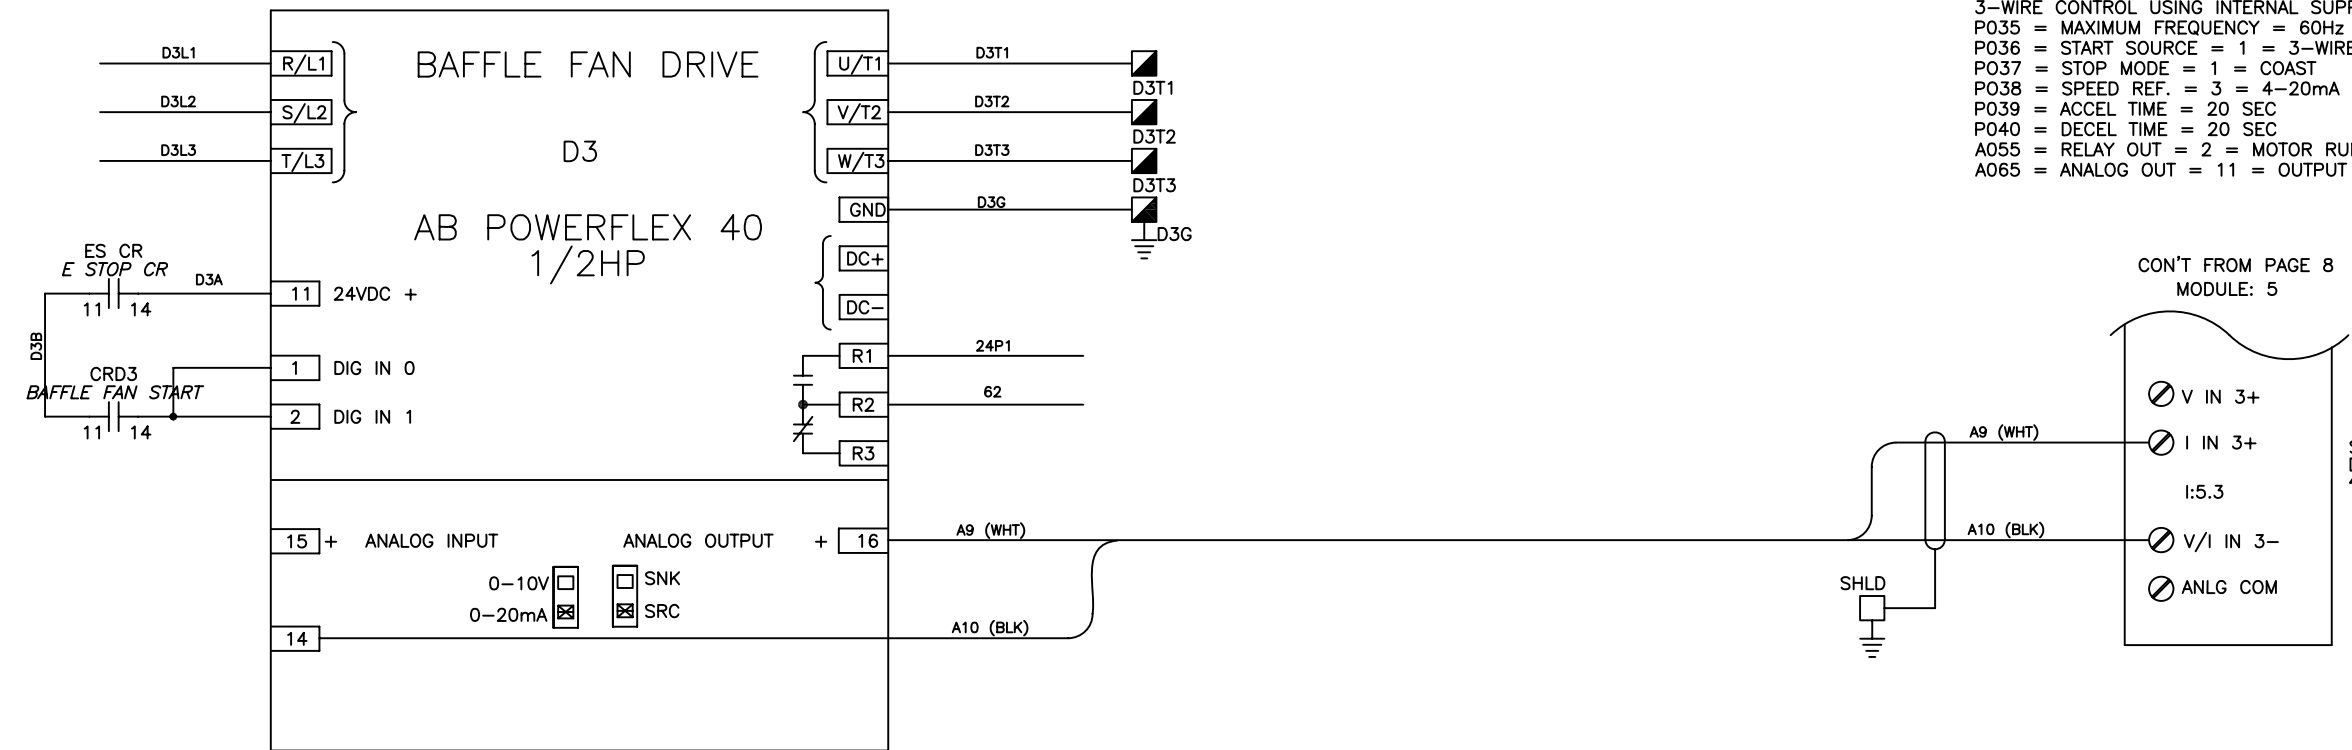 3-WIRE CONTROL USING INTERNAL
P035 = MAXIMUM FREQUENCY = 60Hz
P036 = START SOURCE = 1 = 3-WIRE
P037 = STOP MODE = 1 = COAST
P038 = SPEED REF. = 3 = 4-20mA
P039 = ACCEL TIME = 20 SEC
P040 = DECEL TIME = 20 SEC
A055 = RELAY OUT = 2 = MOTOR
A065 = ANALOG OUT = 11 = OUTPUT
BAFFLE FAN DRIVE
D3
AB POWERFLEX 40
1/2HP
D3L1
R/L1
D3L2
S/L2
D3L3
T/L3
U/T1
D3T1
D3T1
V/T2
D3T2
D3T2
W/T3
D3T3
D3T3
GND
D3G
D3G
DC+
DC-
ES CR
E STOP CR
11 14
D3A
11 24VDC +
D3B
CRD3
BAFFLE FAN START
11 14
1 DIG IN 0
2 DIG IN 1
R1
24P1
R2
62
R3
15 + ANALOG INPUT
ANALOG OUTPUT + 16
0-10V
0-20mA
SNK
SRC
14
A9 (WHT)
A10 (BLK)
A9 (WHT)
A10 (BLK)
SHLD
CON'T FROM PAGE 8
MODULE: 5
V IN 3+
I IN 3+
I:5.3
V/I IN 3-
ANLG COM